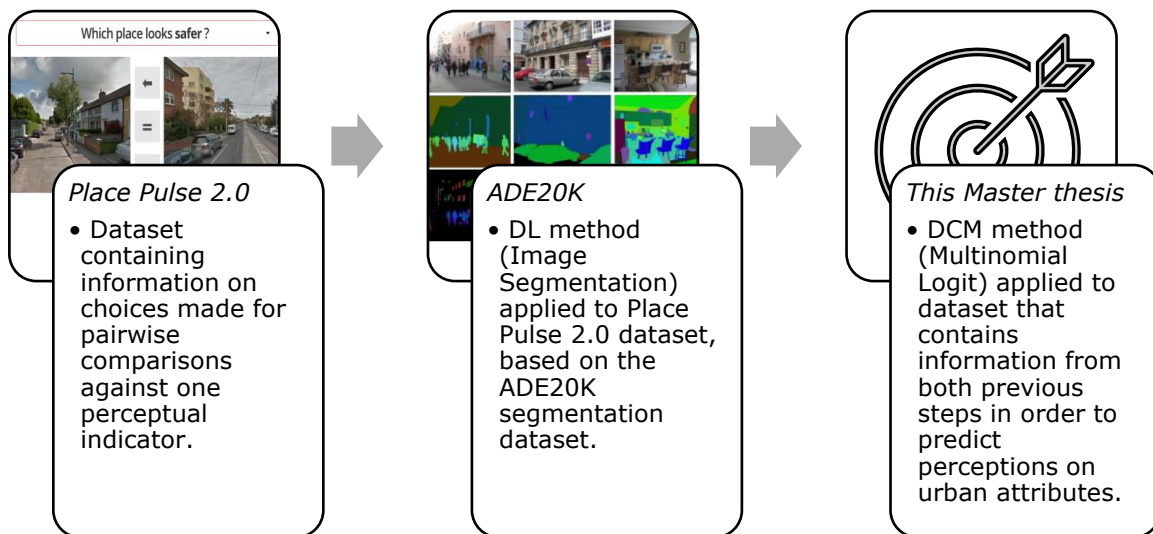 Which place looks safer ?
Place Pulse 2.0
• Dataset
containing
information on
choices made for
pairwise
comparisons
against one
perceptual
indicator.
ADE20K
• DL method
(Image
Segmentation)
applied to Place
Pulse 2.0 dataset,
based on the
ADE20K
segmentation
dataset.
This Master thesis
• DCM method
(Multinomial
Logit) applied to
dataset that
contains
information from
both previous
steps in order to
predict
perceptions on
urban attributes.